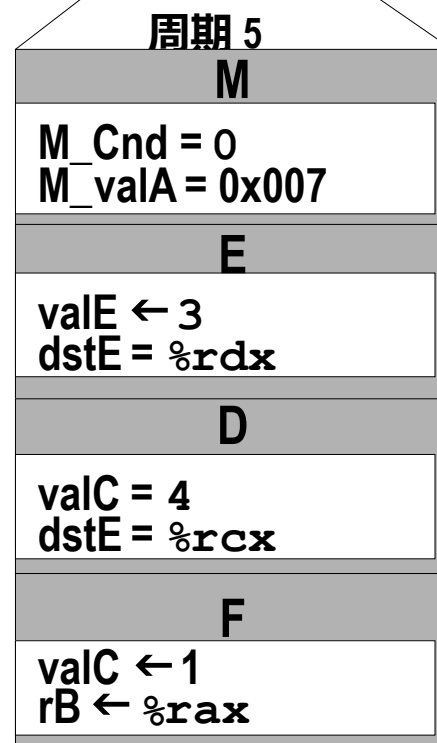 周期 5
M
M_Cnd = 0
M_valA = 0x007
E
valE ← 3
dstE = %rdx
D
valC = 4
dstE = %rcx
F
valC ← 1
rB ← %rax